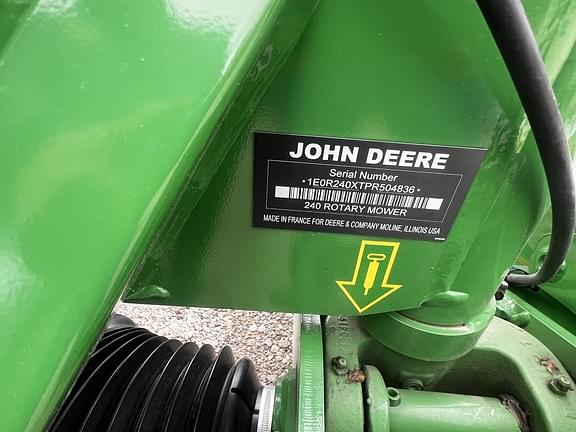 JOHN DEERE
Serial Number
*1E0R240XTPR504836*
240 ROTARY MOWER
MADE IN FRANCE FOR DEERE & COMPANY MOLINE, ILLINOIS USA